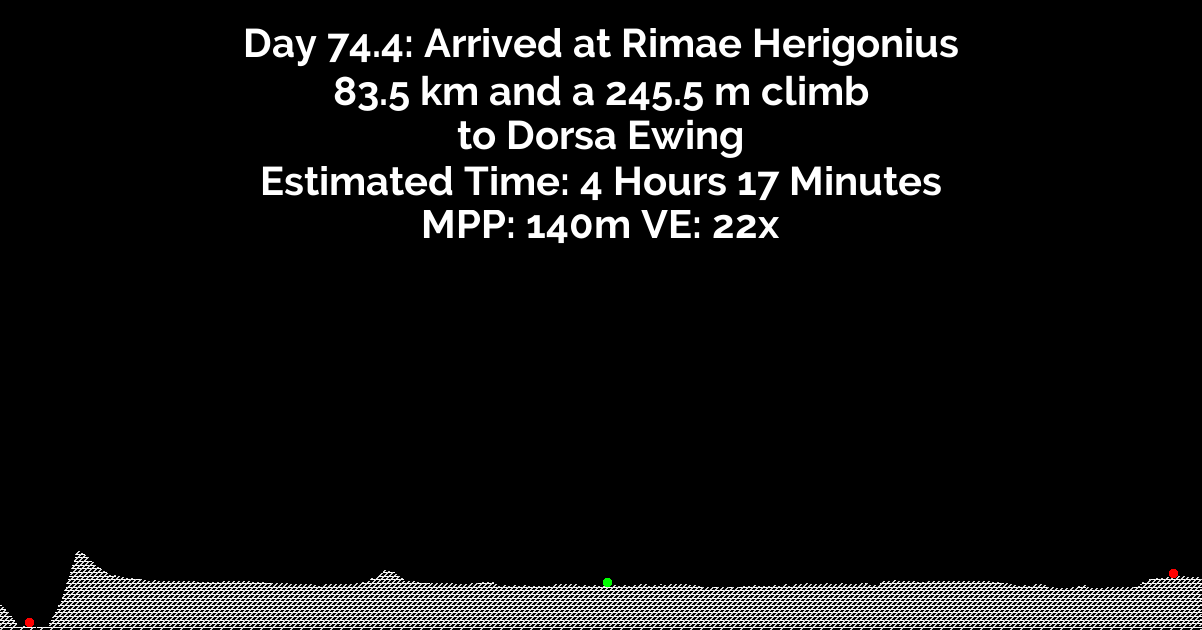 Day 74.4: Arrived at Rimae Herigonius
83.5 km and a 245.5 m climb
to Dorsa Ewing
Estimated Time: 4 Hours 17 Minutes
MPP: 140m VE: 22x